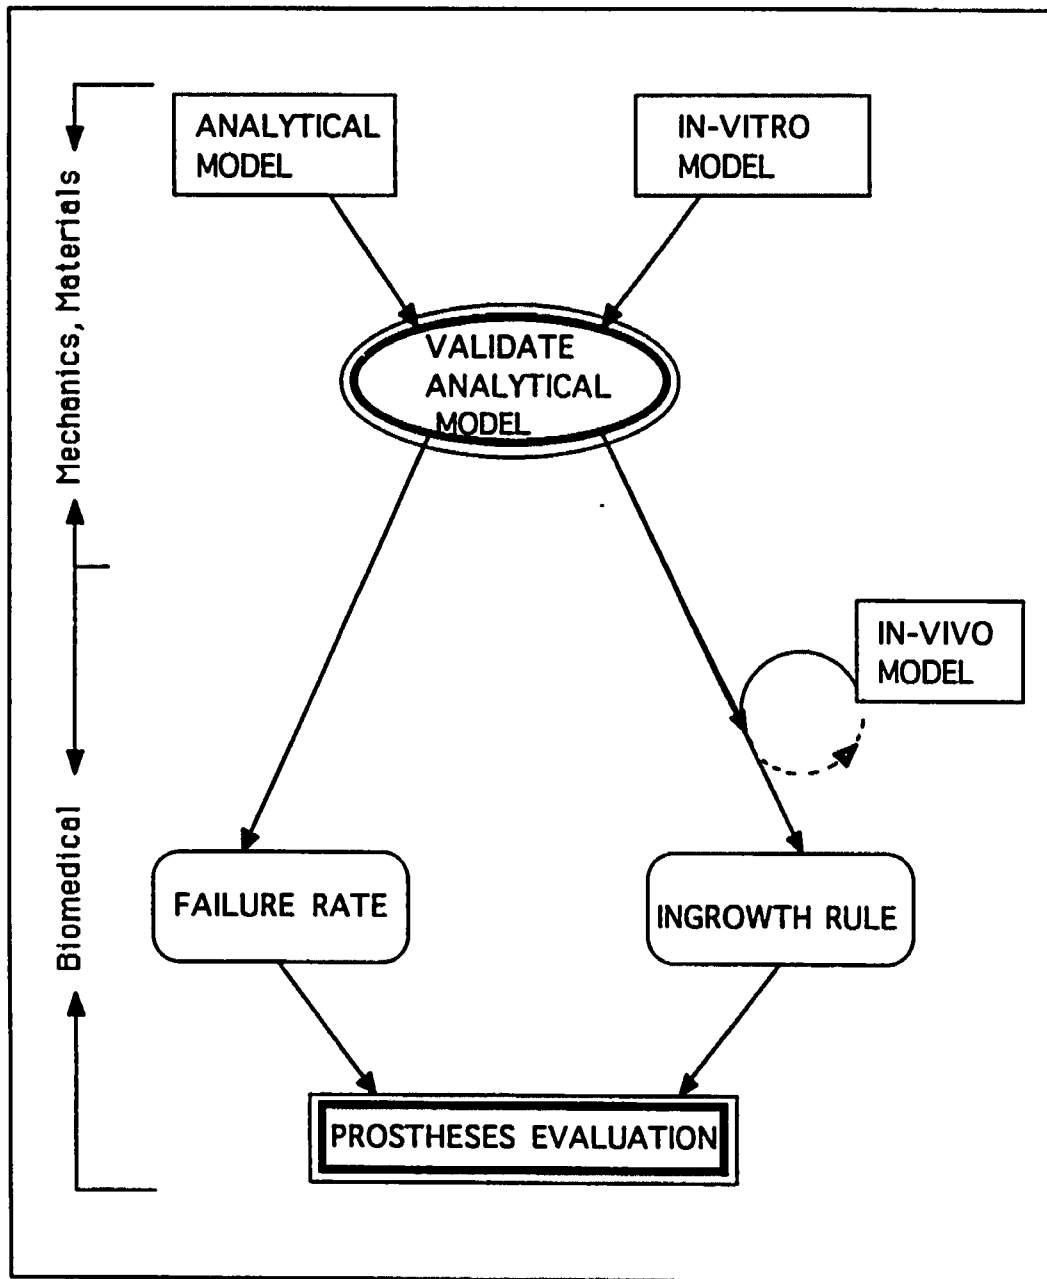 ANALYTICAL
MODEL
IN-VITRO
MODEL
Mechanics, Materials
VALIDATE
ANALYTICAL
MODEL
IN-VIVO
MODEL
Biomedical
FAILURE RATE
INGROWTH RULE
PROSTHESES EVALUATION